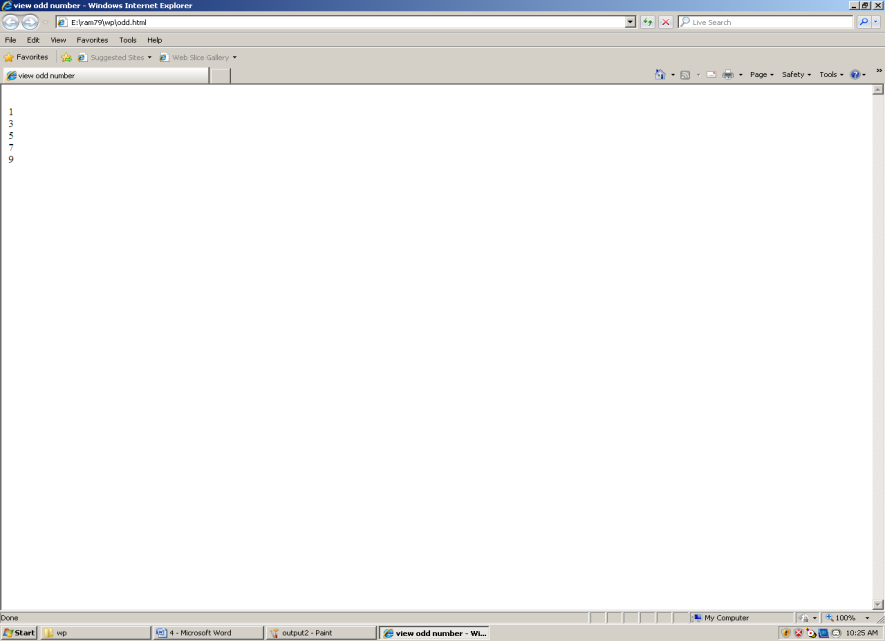 view odd number - Windows Internet Explorer
E:\ram79\wp\odd.html
Live Search
File Edit View Favorites Tools Help
Favorites Suggested Sites Web Slice Gallery
view odd number
Page Safety Tools
1
3
5
7
9
Done My Computer 100%
Start wp 4 - Microsoft Word output2 - Paint view odd number - Wi... 10:25 AM